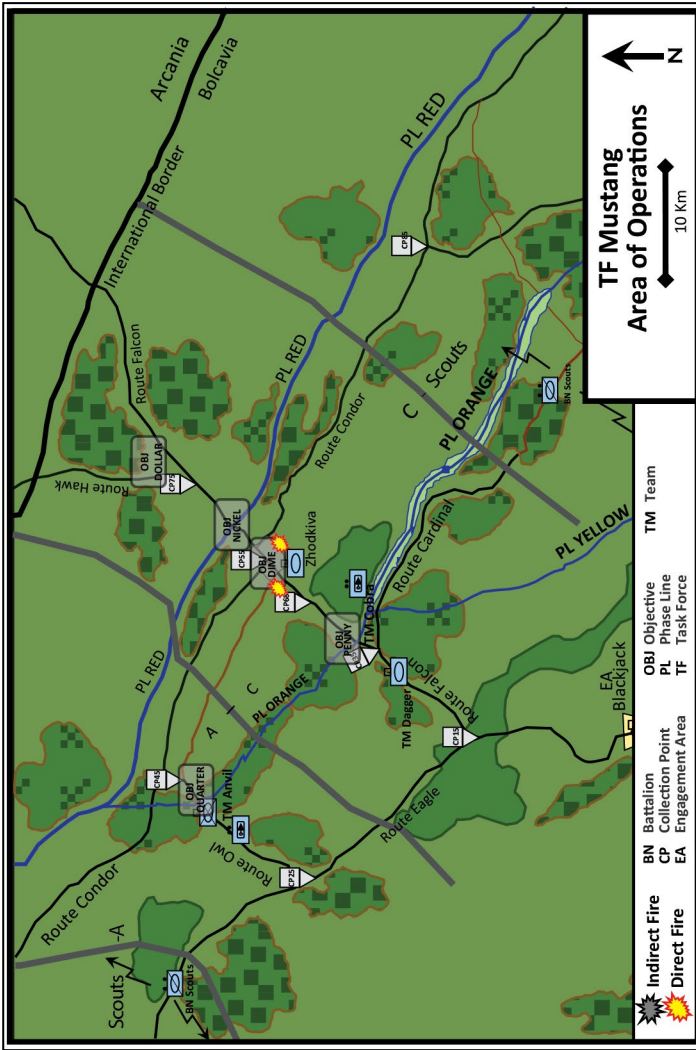 TF Mustang
Area of Operations
N
10 Km
Arcania
Bolcavia
International Border
PL RED
PL RED
PL RED
Route Falcon
Route Hawk
OBJ
DOLLAR
CP75
OBJ
NICKEL
CP55
OBJ
DIME
Zhodkiva
Route Condor
CP85
C
Scouts
PL ORANGE
BN Scouts
Route Cardinal
PL YELLOW
OBJ
PENNY
TM Cobra
TM Dagger
Route Falcon
CP15
EA
Blackjack
Route Eagle
PL ORANGE
A
C
CP45
OBJ
QUARTER
TM Anvil
Route Owl
CP25
Route Condor
Scouts
A
BN Scouts
Indirect Fire
Direct Fire
BN Battalion
CP Collection Point
EA Engagement Area
OBJ Objective
PL Phase Line
TF Task Force
TM Team